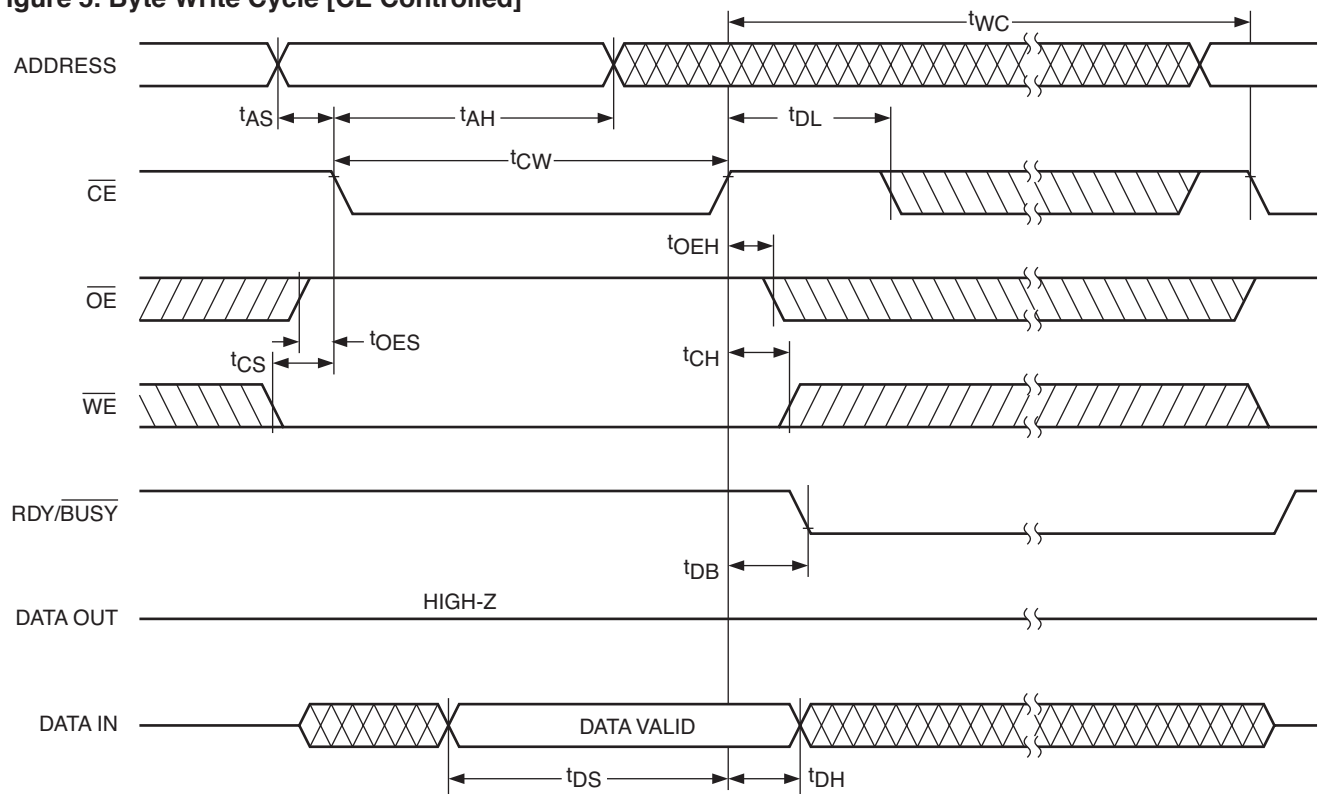 Figure 5. Byte Write Cycle [CE Controlled]
tWC
ADDRESS
tAS
tAH
tDL
tCW
CE
tOEH
OE
tOES
tCS
tCH
WE
RDY/BUSY
tDB
HIGH-Z
DATA OUT
DATA IN
DATA VALID
tDS
tDH